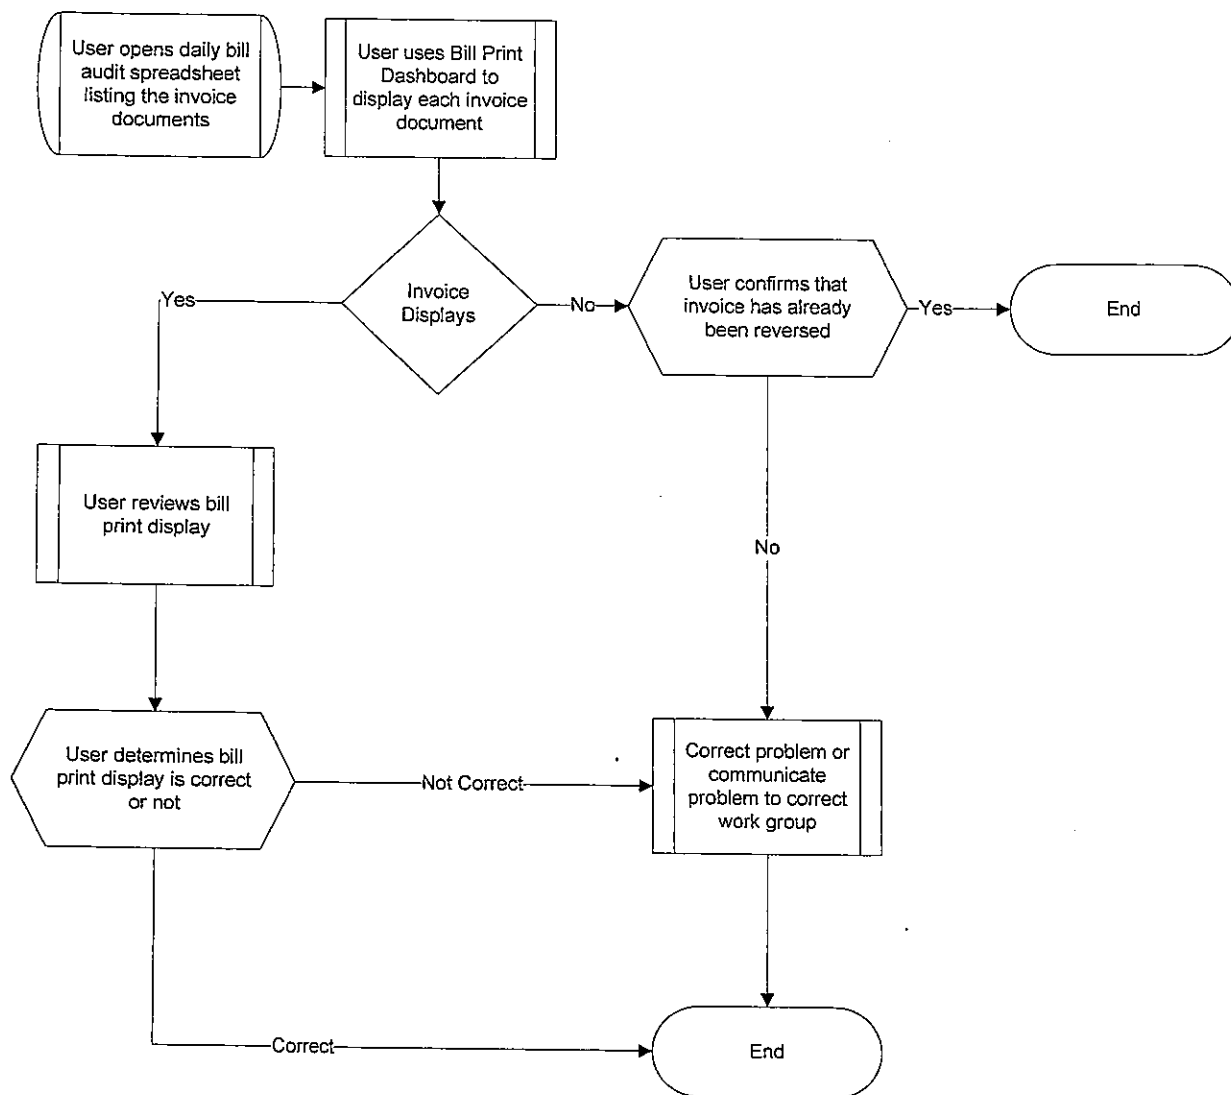 User opens daily bill
audit spreadsheet
listing the invoice
documents
User uses Bill Print
Dashboard to
display each invoice
document
Invoice
Displays
Yes
No
User confirms that
invoice has already
been reversed
Yes
End
User reviews bill
print display
No
User determines bill
print display is correct
or not
Not Correct
Correct problem or
communicate
problem to correct
work group
Correct
End